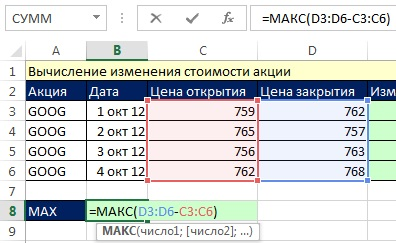 СУММ =МАКС(D3:D6-C3:C6)
A B C D
1 Вычисление изменения стоимости акции
2 Акция Дата Цена открытия Цена закрытия Изм
3 GOOG 1 окт 12 759 762
4 GOOG 2 окт 12 765 757
5 GOOG 3 окт 12 756 763
6 GOOG 4 окт 12 762 768
7
8 MAX =МАКС(D3:D6-C3:C6)
9 МАКС(число1; [число2]; ...)